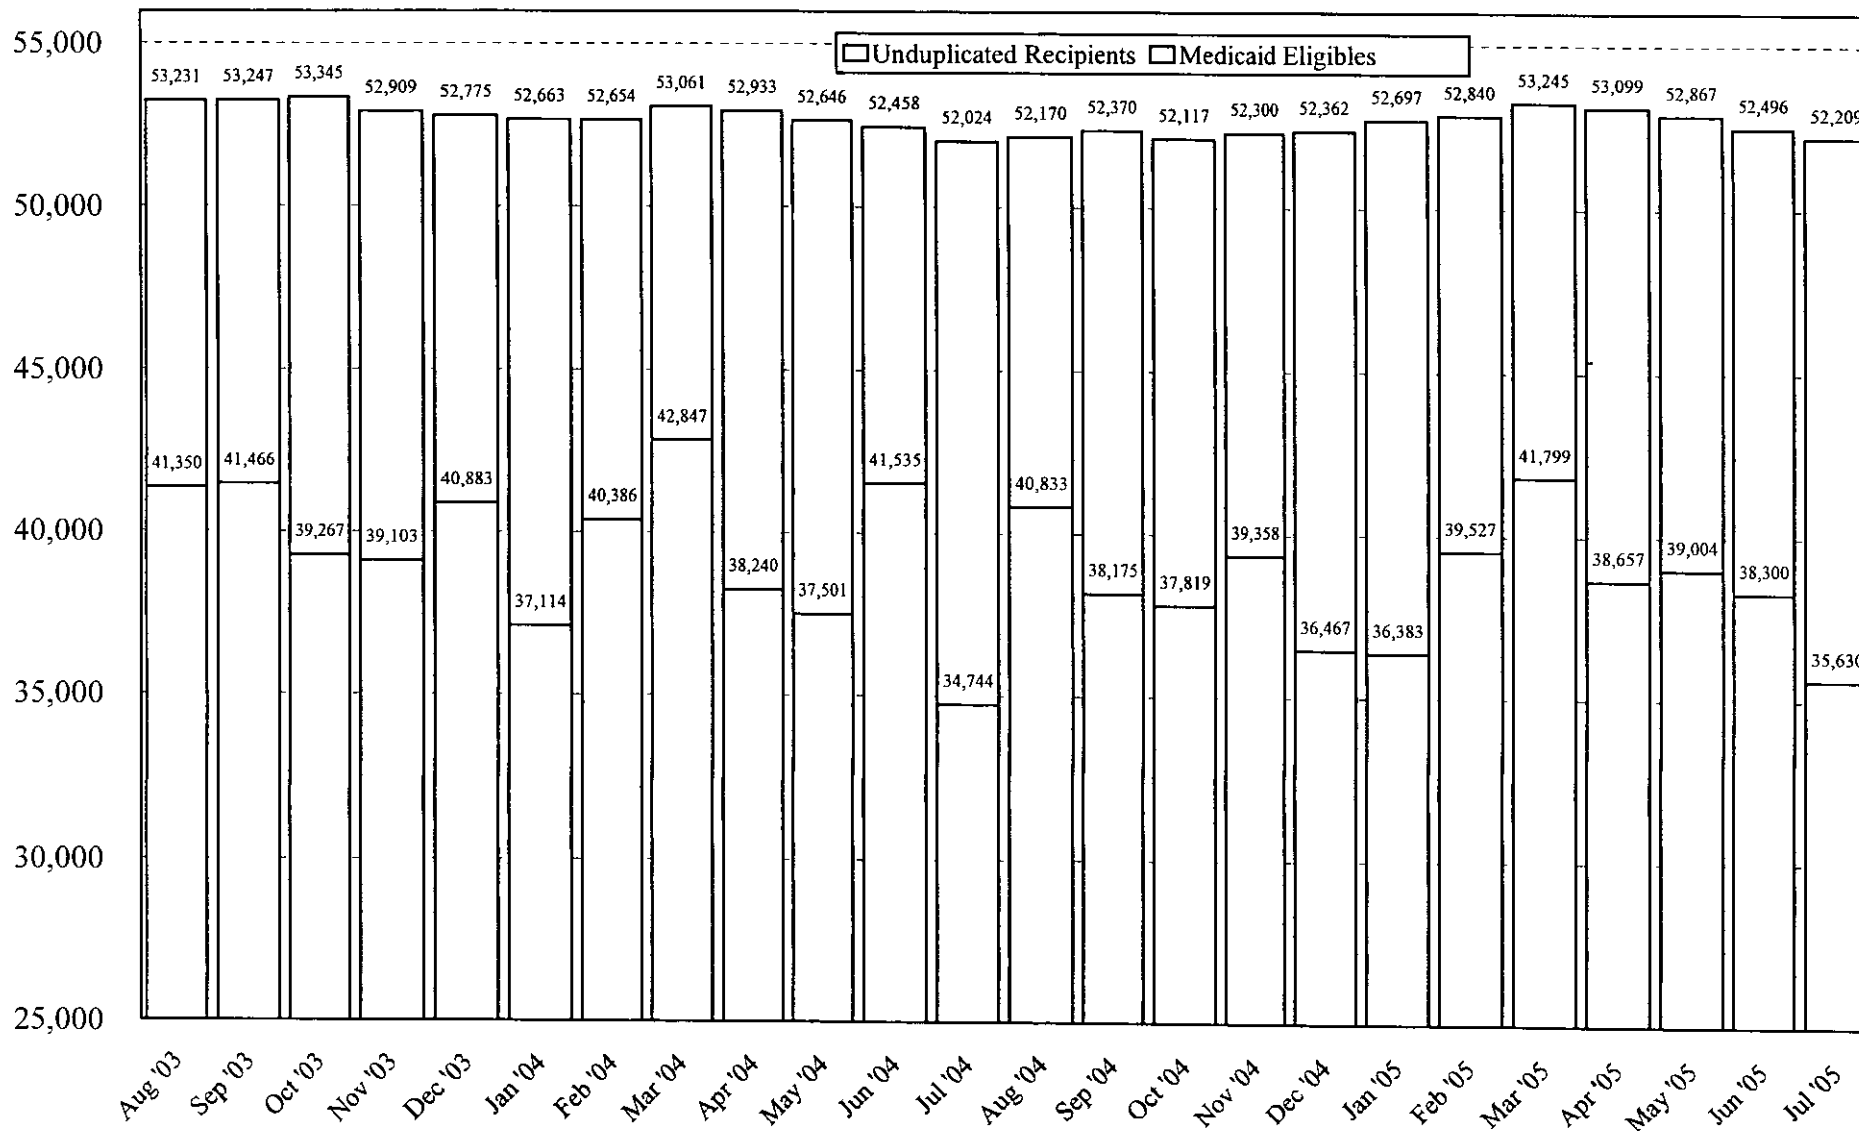 55,000
Unduplicated Recipients Medicaid Eligibles
53,231 53,247 53,345 52,909 52,775 52,663 52,654 53,061 52,933 52,646 52,458 52,024 52,170 52,370 52,117 52,300 52,362 52,697 52,840 53,245 53,099 52,867 52,496 52,209
50,000
45,000
41,350 41,466 39,267 39,103 40,883 37,114 40,386 42,847 38,240 37,501 41,535 34,744 40,833 38,175 37,819 39,358 36,467 36,383 39,527 41,799 38,657 39,004 38,300 35,630
40,000
35,000
30,000
25,000
Aug '03 Sep '03 Oct '03 Nov '03 Dec '03 Jan '04 Feb '04 Mar '04 Apr '04 May '04 Jun '04 Jul '04 Aug '04 Sep '04 Oct '04 Nov '04 Dec '04 Jan '05 Feb '05 Mar '05 Apr '05 May '05 Jun '05 Jul '05